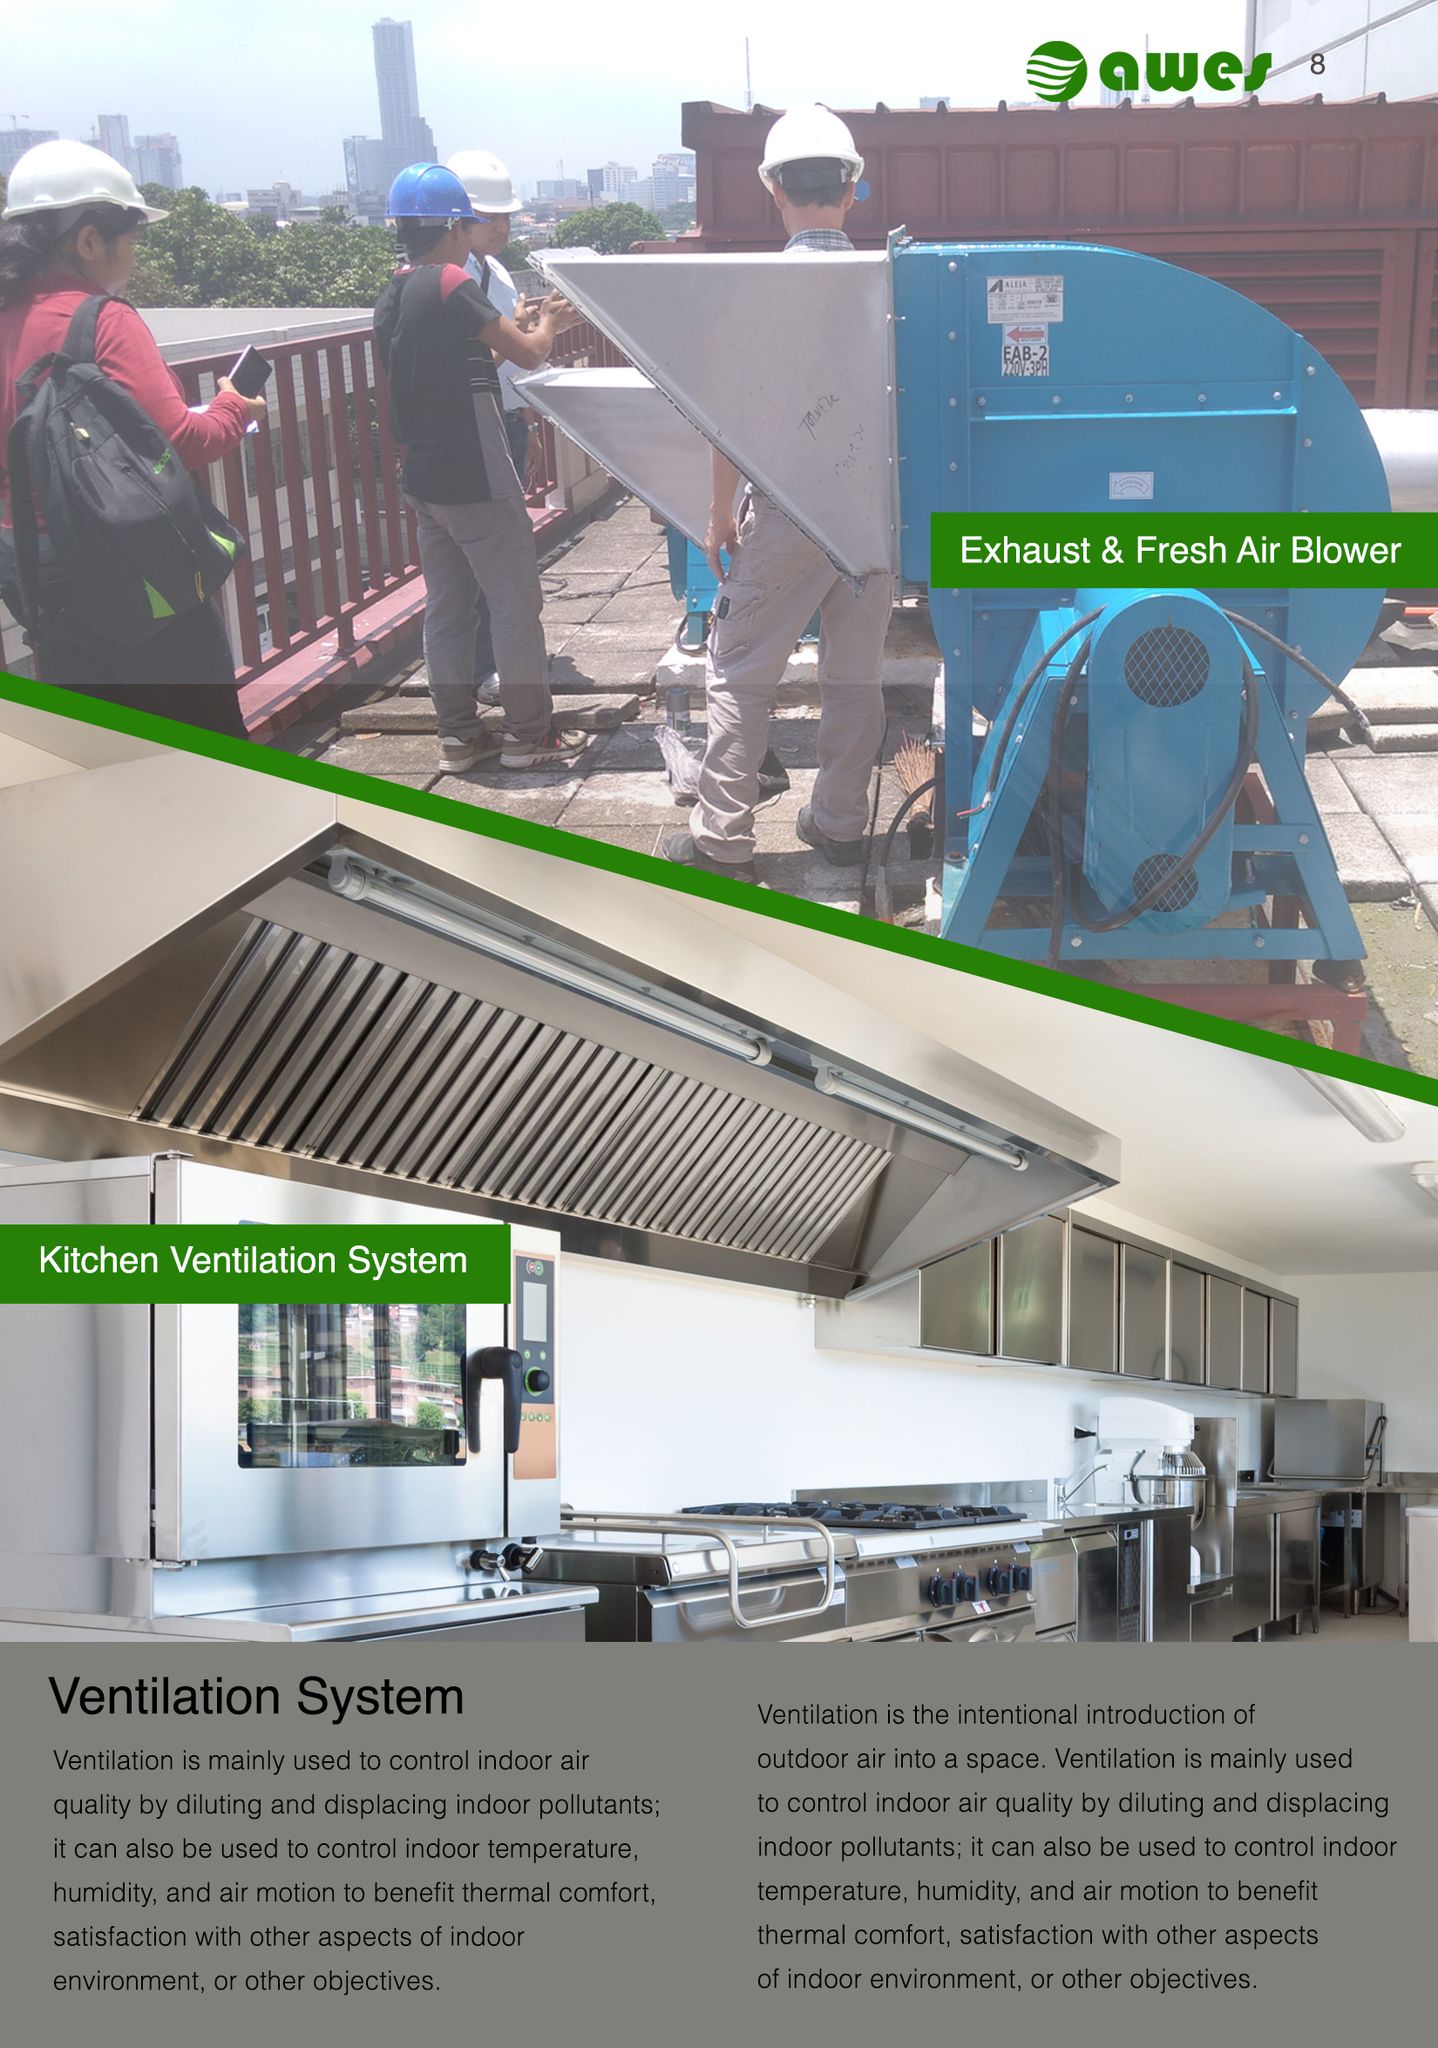 awes
8
ALEJA
EAB-2
220V-3PH
ROTATION
Exhaust & Fresh Air Blower
Kitchen Ventilation System
Ventilation System
Ventilation is mainly used to control indoor air
quality by diluting and displacing indoor pollutants;
it can also be used to control indoor temperature,
humidity, and air motion to benefit thermal comfort,
satisfaction with other aspects of indoor
environment, or other objectives.
Ventilation is the intentional introduction of
outdoor air into a space. Ventilation is mainly used
to control indoor air quality by diluting and displacing
indoor pollutants; it can also be used to control indoor
temperature, humidity, and air motion to benefit
thermal comfort, satisfaction with other aspects
of indoor environment, or other objectives.